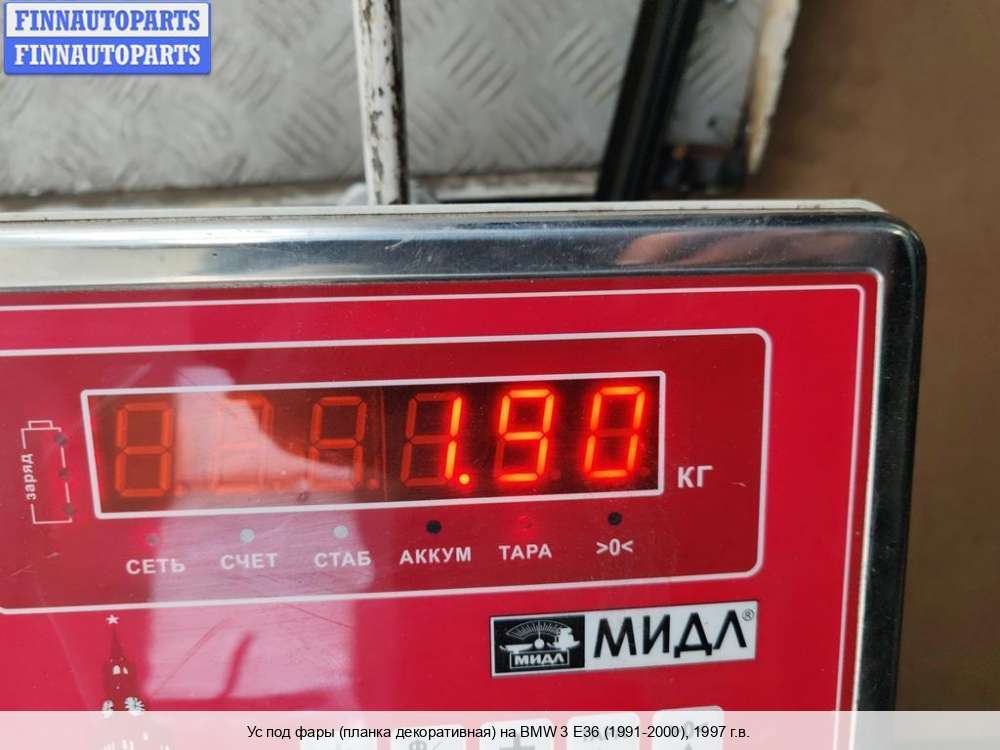 FINNAUTOPARTS
FINNAUTOPARTS
1.90
КГ
заряд
СЕТЬ СЧЕТ СТАБ АККУМ ТАРА >0<
МИДЛ МИДЛ®
Ус под фары (планка декоративная) на BMW 3 E36 (1991-2000), 1997 г.в.